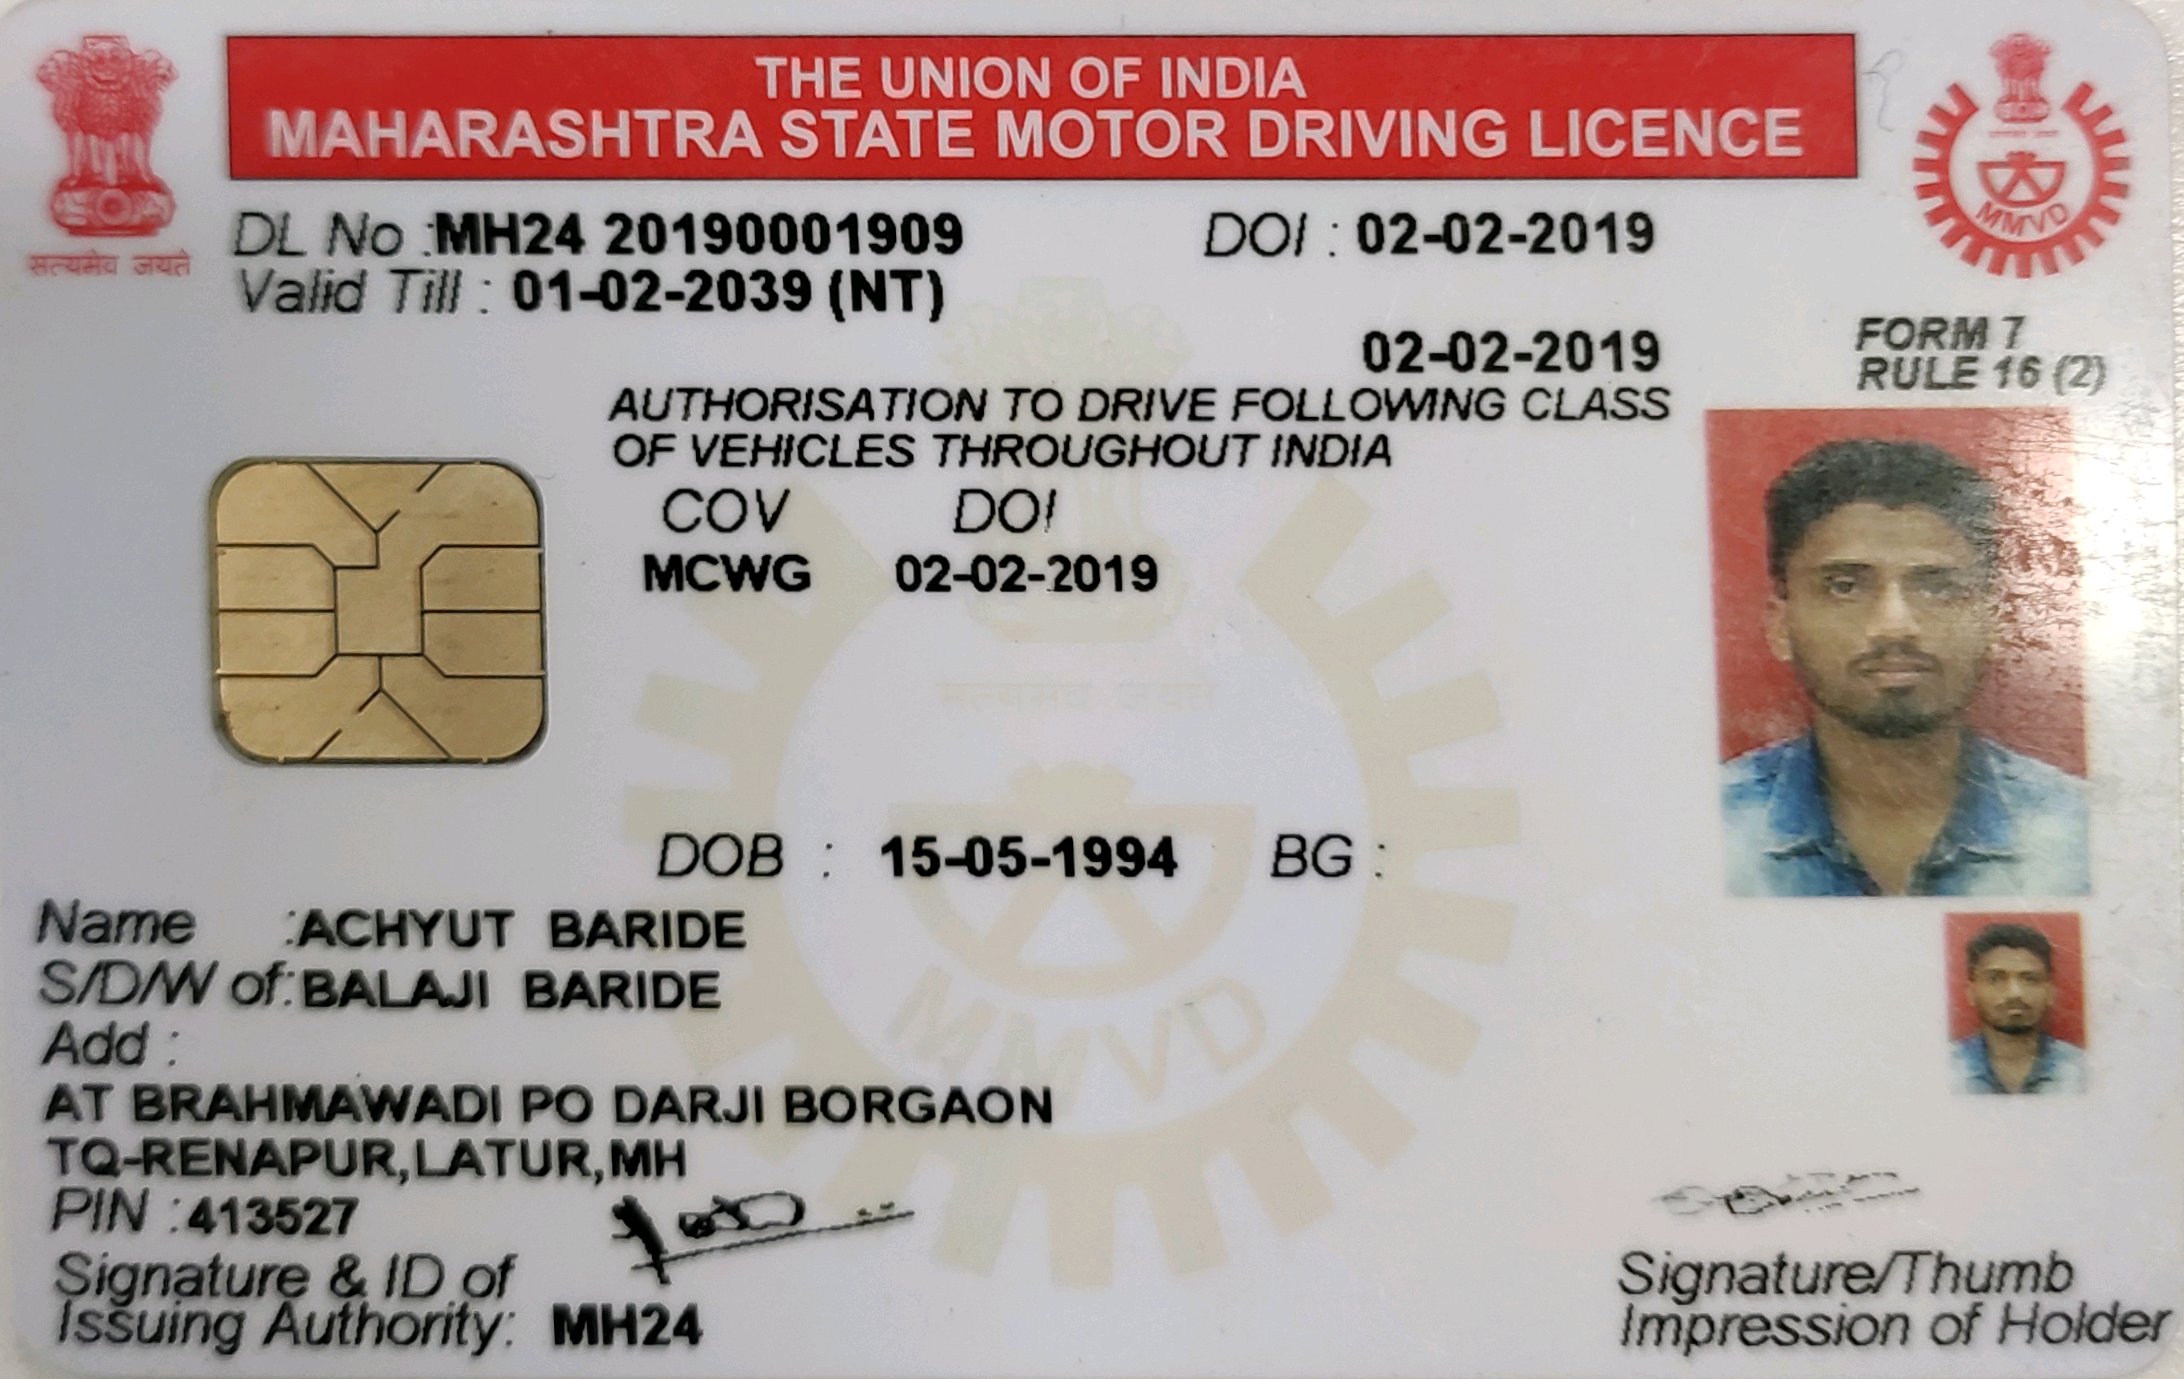 THE UNION OF INDIA
MAHARASHTRA STATE MOTOR DRIVING LICENCE
सत्यमेव जयते
MMVD
DL No :MH24 20190001909 DOI : 02-02-2019
Valid Till : 01-02-2039 (NT)
02-02-2019
FORM 7
RULE 16 (2)
AUTHORISATION TO DRIVE FOLLOWING CLASS
OF VEHICLES THROUGHOUT INDIA
COV DOI
MCWG 02-02-2019
सत्यमेव जयते
DOB : 15-05-1994 BG :
Name :ACHYUT BARIDE
S/D/W of:BALAJI BARIDE
Add :
MMVD
AT BRAHMAWADI PO DARJI BORGAON
TQ-RENAPUR,LATUR,MH
PIN :413527
Signature & ID of
Issuing Authority: MH24
Signature/Thumb
Impression of Holder